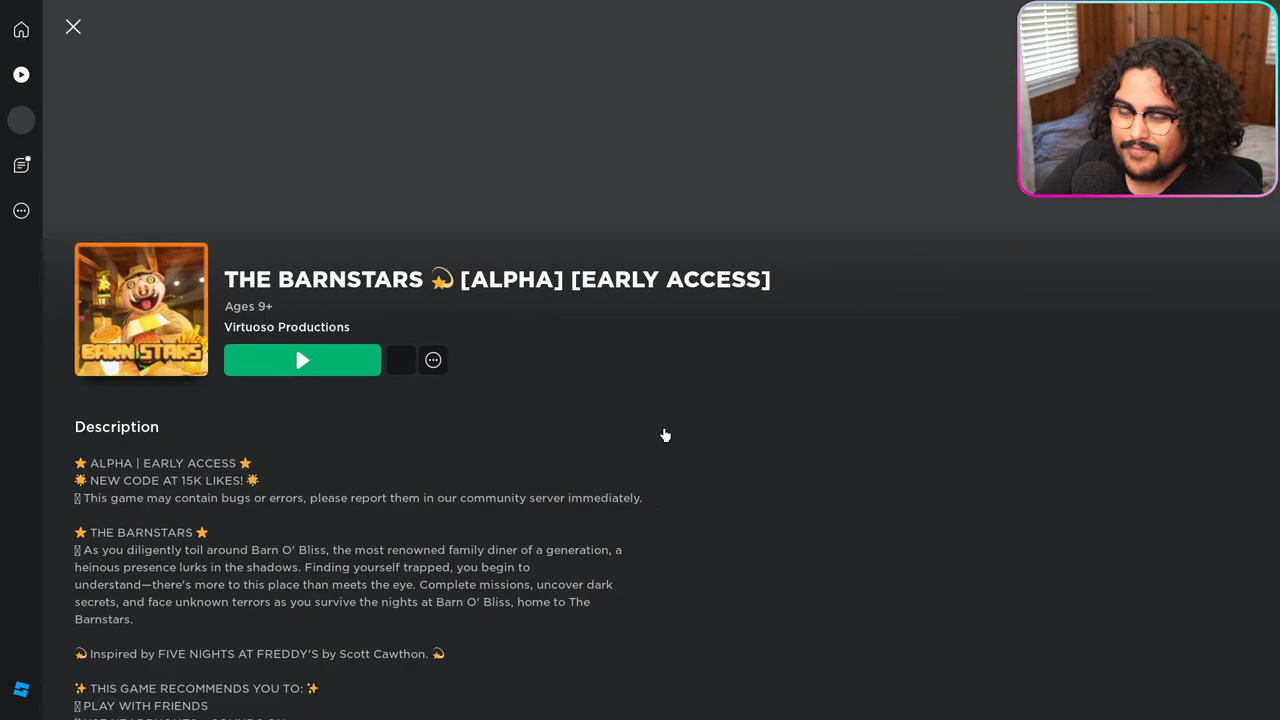 THE BARNSTARS 💫 [ALPHA] [EARLY ACCESS]
Ages 9+
Virtuoso Productions
BARN STARS
Description
⭐ ALPHA | EARLY ACCESS ⭐
🌟 NEW CODE AT 15K LIKES! 🌟
This game may contain bugs or errors, please report them in our community server immediately.
⭐ THE BARNSTARS ⭐
As you diligently toil around Barn O' Bliss, the most renowned family diner of a generation, a
heinous presence lurks in the shadows. Finding yourself trapped, you begin to
understand—there's more to this place than meets the eye. Complete missions, uncover dark
secrets, and face unknown terrors as you survive the nights at Barn O' Bliss, home to The
Barnstars.
💫 Inspired by FIVE NIGHTS AT FREDDY'S by Scott Cawthon. 💫
✨ THIS GAME RECOMMENDS YOU TO: ✨
PLAY WITH FRIENDS